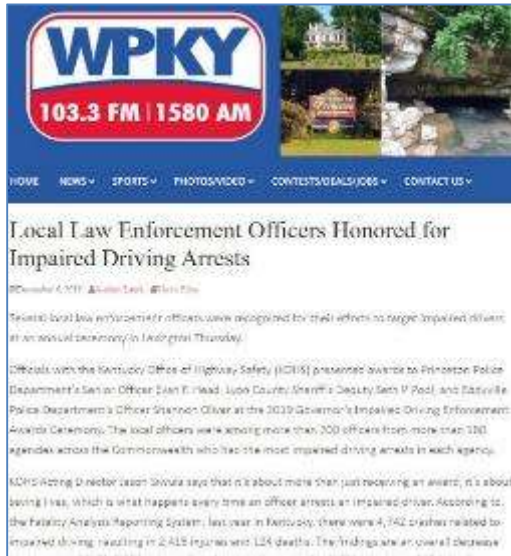 WPKY
103.3 FM | 1580 AM
HOME NEWS SPORTS PHOTOS/VIDEO CONTESTS/DEALS/JOBS CONTACT US
Local Law Enforcement Officers Honored for
Impaired Driving Arrests
Several local law enforcement officers were recognized for their efforts to target impaired drivers
at an annual ceremony in Lexington Thursday.
Officials with the Kentucky Office of Highway Safety (KOHS) presented awards to Princeton Police
Department's Senior Officer Evan F. Head, Lyon County Sheriff's Deputy Seth P. Pool, and Eddyville
Police Department's Officer Shannon Oliver at the 2019 Governor's Impaired Driving Enforcement
Awards Ceremony. The local officers were among more than 200 officers from more than 100
agencies across the Commonwealth who had the most impaired driving arrests in each agency.
KOHS Acting Director Jason Siwula says that it's about more than just receiving an award, it's about
saving lives, which is what happens every time an officer arrests an impaired driver. According to
the Fatality Analysis Reporting System, last year in Kentucky, there were 4,742 crashes related to
impaired driving, resulting in 2,415 injuries and 124 deaths. The findings are an overall decrease